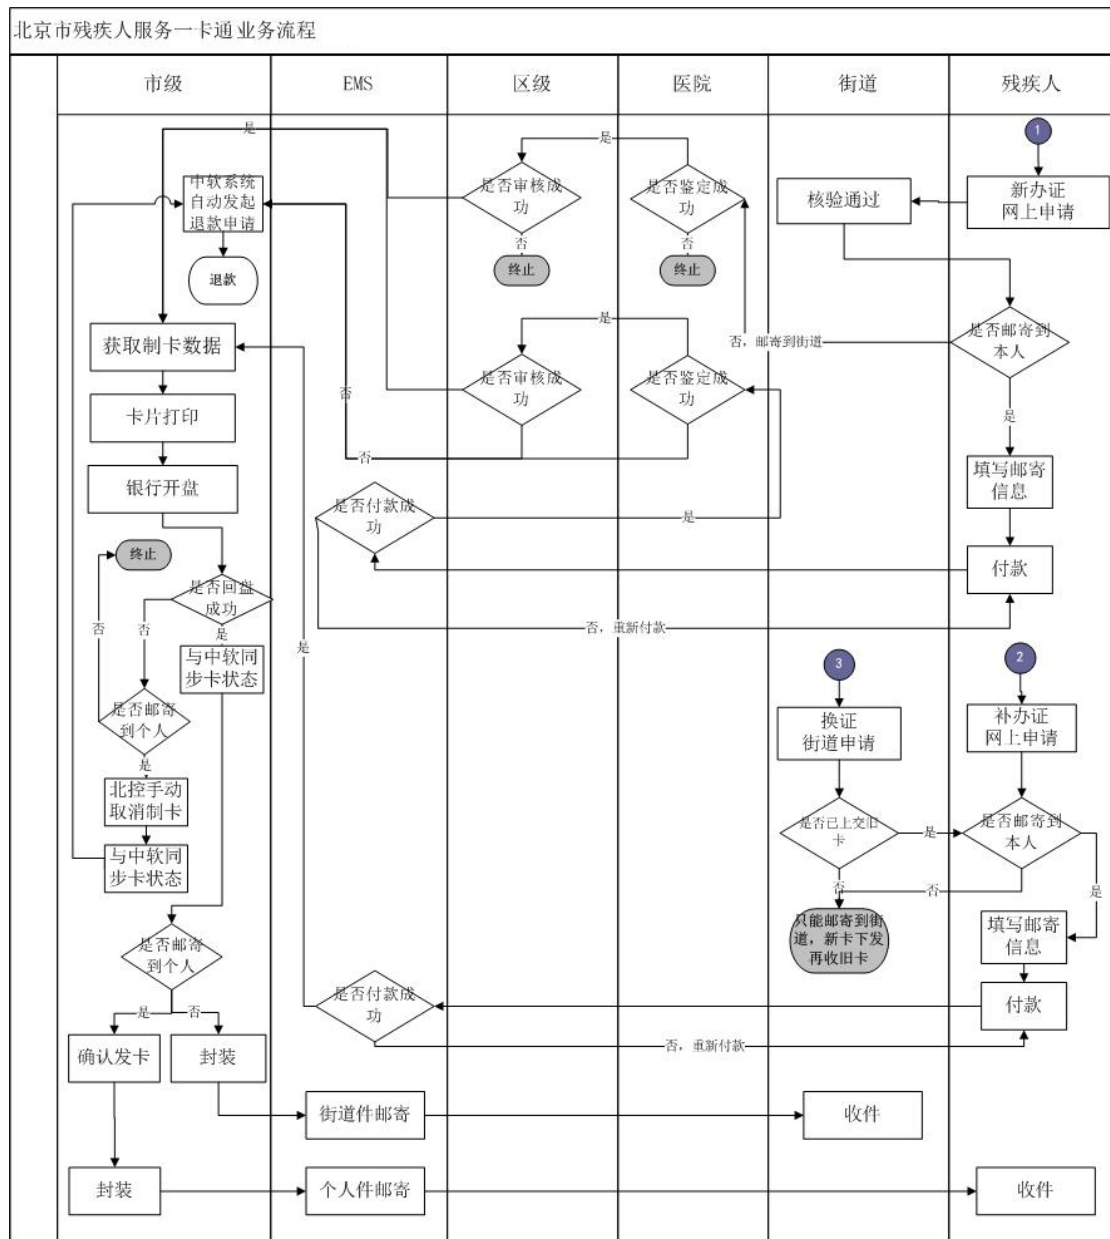 北京市残疾人服务一卡通业务流程
市级
EMS
区级
医院
街道
残疾人
1
是
是
是
中软系统
自动发起
退款申请
是否审核成
功
是否鉴定成
功
核验通过
新办证
网上申请
否
否
终止
终止
退款
是否邮寄到
本人
否，邮寄到街道
是
获取制卡数据
是否审核成
功
是否鉴定成
功
否
是
卡片打印
否
填写邮寄
信息
银行开盘
是否付款成
功
是
终止
付款
是否回盘
成功
否
否
是
否，重新付款
是
与中软同
步卡状态
3
2
是否邮寄
到个人
换证
街道申请
补办证
网上申请
是
北控手动
取消制卡
是否已上交旧
卡
是
是否邮寄到
本人
与中软同
步卡状态
否
否
是
只能邮寄到街
道，新卡下发
再收旧卡
填写邮寄
信息
是否邮寄
到个人
是否付款成
功
付款
是
否
否，重新付款
确认发卡
封装
街道件邮寄
收件
封装
个人件邮寄
收件